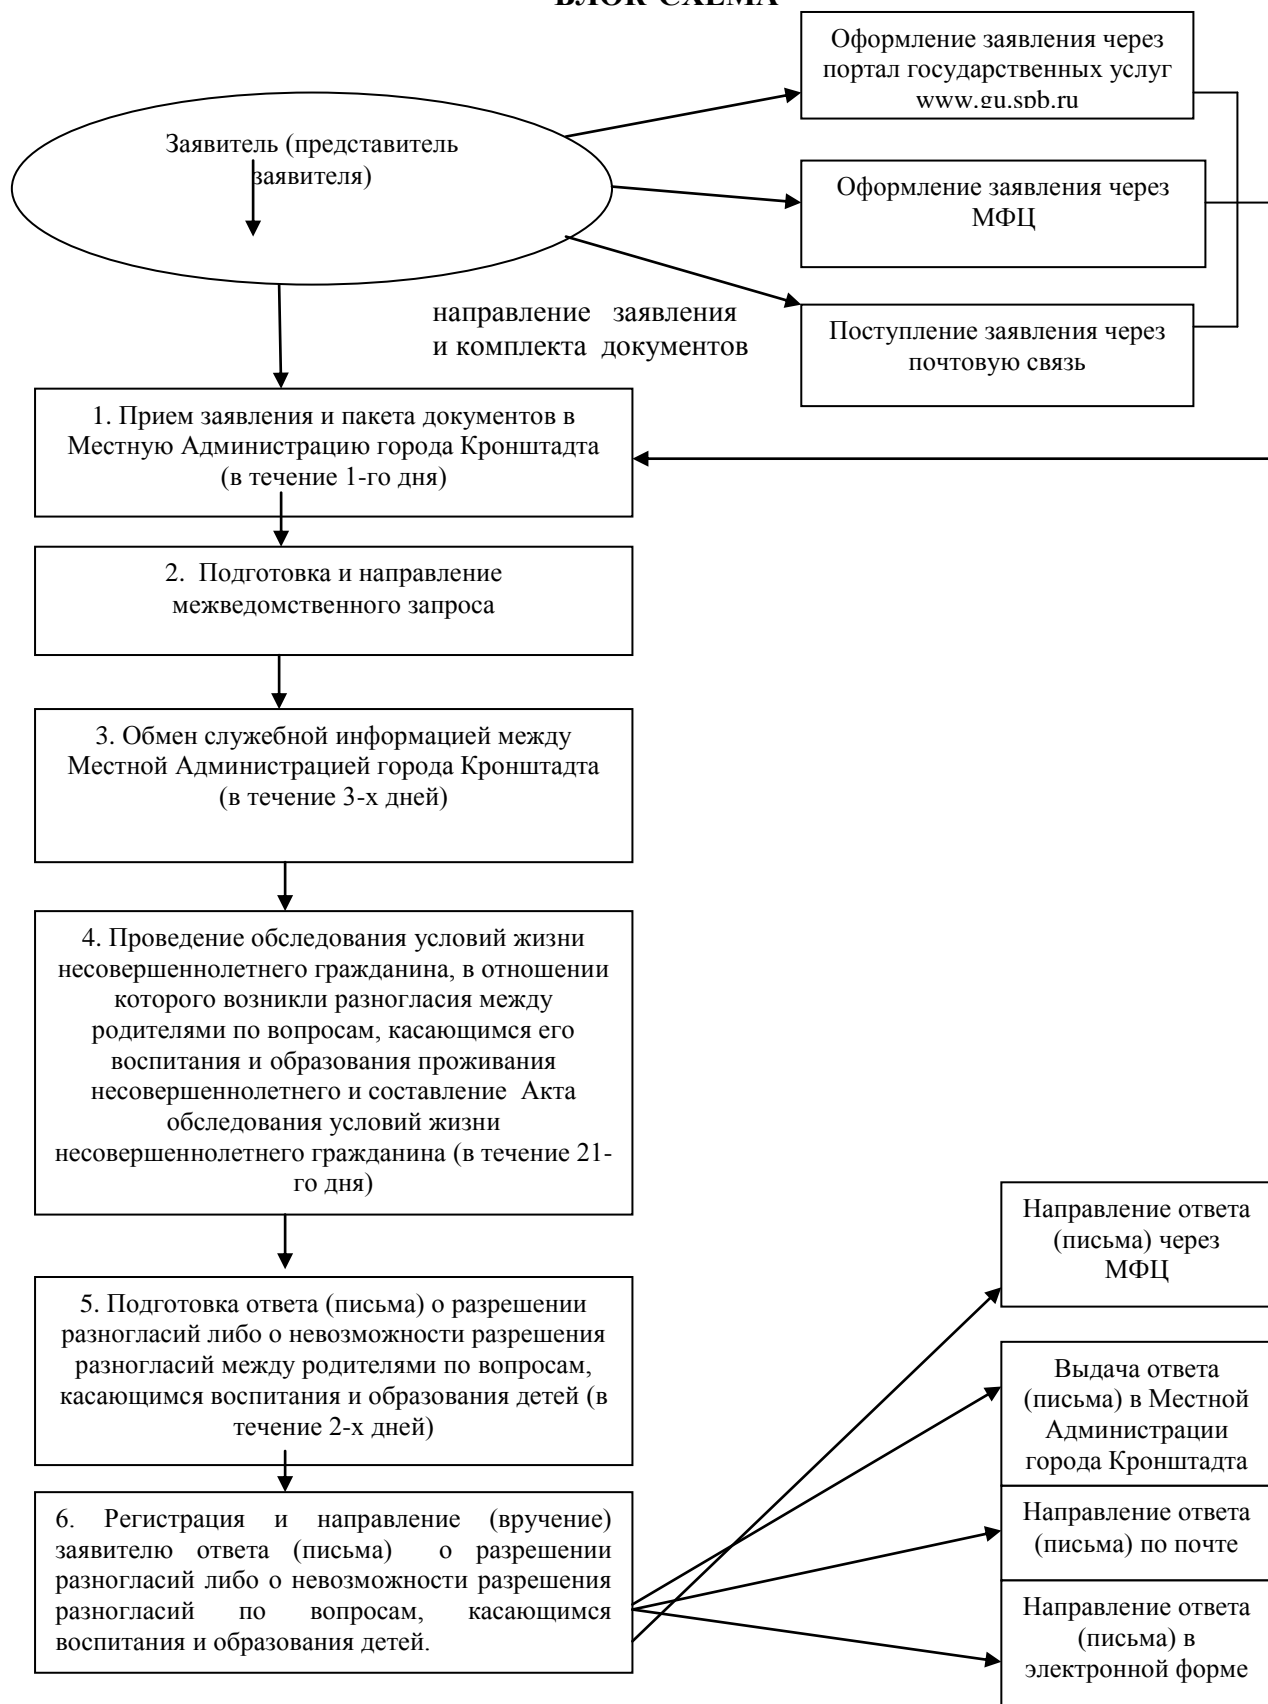 БЛОК-СХЕМА
Оформление заявления через
портал государственных услуг
www.gu.spb.ru
Заявитель (представитель
заявителя)
Оформление заявления через
МФЦ
направление заявления
и комплекта документов
Поступление заявления через
почтовую связь
1. Прием заявления и пакета документов в
Местную Администрацию города Кронштадта
(в течение 1-го дня)
2. Подготовка и направление
межведомственного запроса
3. Обмен служебной информацией между
Местной Администрацией города Кронштадта
(в течение 3-х дней)
4. Проведение обследования условий жизни
несовершеннолетнего гражданина, в отношении
которого возникли разногласия между
родителями по вопросам, касающимся его
воспитания и образования проживания
несовершеннолетнего и составление Акта
обследования условий жизни
несовершеннолетнего гражданина (в течение 21-
го дня)
5. Подготовка ответа (письма) о разрешении
разногласий либо о невозможности разрешения
разногласий между родителями по вопросам,
касающимся воспитания и образования детей (в
течение 2-х дней)
6. Регистрация и направление (вручение)
заявителю ответа (письма) о разрешении
разногласий либо о невозможности разрешения
разногласий по вопросам, касающимся
воспитания и образования детей.
Направление ответа
(письма) через
МФЦ
Выдача ответа
(письма) в Местной
Администрации
города Кронштадта
Направление ответа
(письма) по почте
Направление ответа
(письма) в
электронной форме